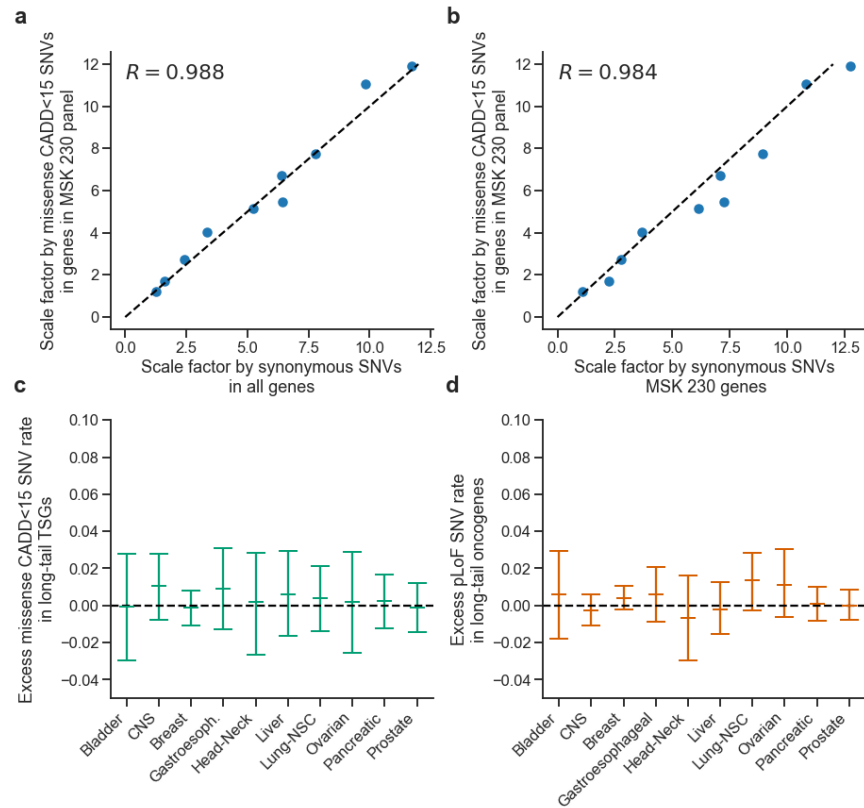 a
Scale factor by missense CADD<15 SNVs
in genes in MSK 230 panel
12
10
8
6
4
2
0
R = 0.988
0.0 2.5 5.0 7.5 10.0 12.5
Scale factor by synonymous SNVs
in all genes
b
Scale factor by missense CADD<15 SNVs
in genes in MSK 230 panel
12
10
8
6
4
2
0
R = 0.984
0.0 2.5 5.0 7.5 10.0 12.5
Scale factor by synonymous SNVs
MSK 230 genes
c
Excess missense CADD<15 SNV rate
in long-tail TSGs
0.10
0.08
0.06
0.04
0.02
0.00
−0.02
−0.04
Bladder
CNS
Breast
Gastroesoph.
Head-Neck
Liver
Lung-NSC
Ovarian
Pancreatic
Prostate
d
Excess pLoF SNV rate
in long-tail oncogenes
0.10
0.08
0.06
0.04
0.02
0.00
−0.02
−0.04
Bladder
CNS
Breast
Gastroesophageal
Head-Neck
Liver
Lung-NSC
Ovarian
Pancreatic
Prostate